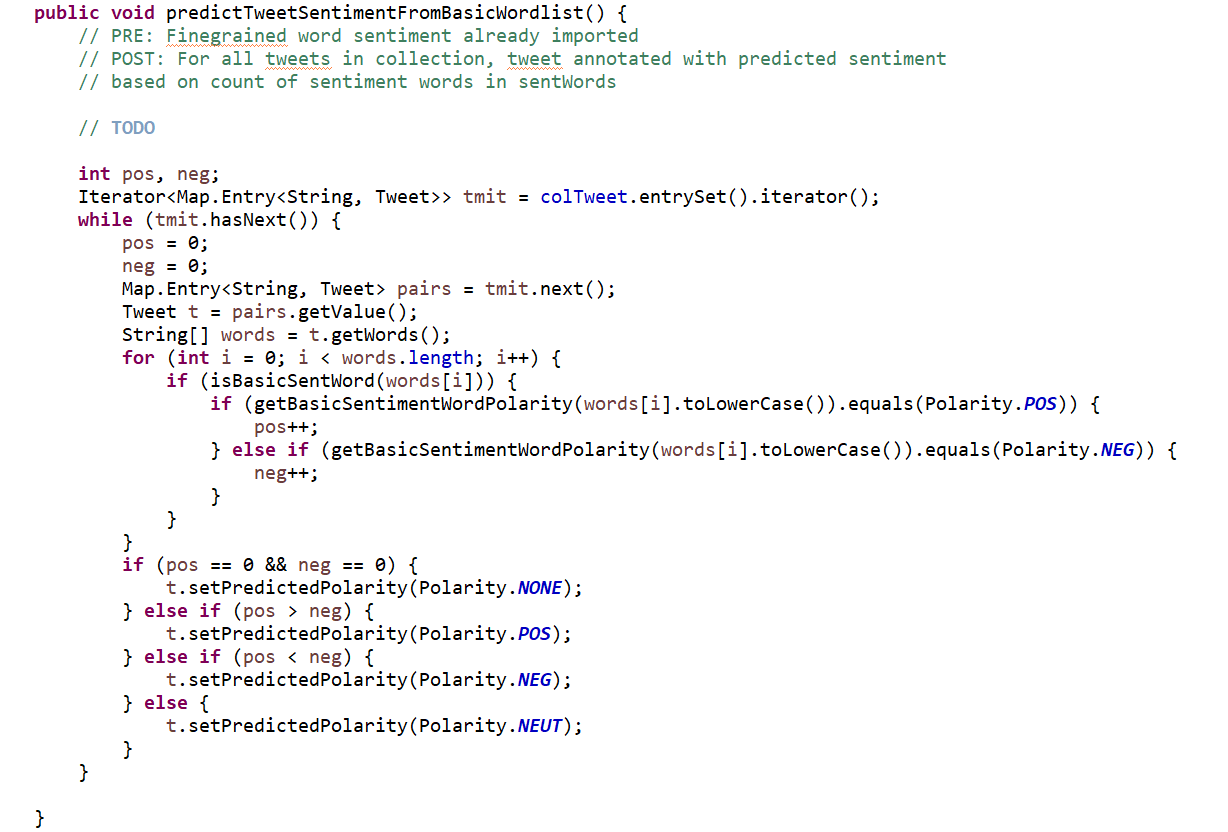 public void predictTweetSentimentFromBasicWordlist() {
    // PRE: Finegrained word sentiment already imported
    // POST: For all tweets in collection, tweet annotated with predicted sentiment
    // based on count of sentiment words in sentWords

    // TODO

    int pos, neg;
    Iterator<Map.Entry<String, Tweet>> tmit = colTweet.entrySet().iterator();
    while (tmit.hasNext()) {
        pos = 0;
        neg = 0;
        Map.Entry<String, Tweet> pairs = tmit.next();
        Tweet t = pairs.getValue();
        String[] words = t.getWords();
        for (int i = 0; i < words.length; i++) {
            if (isBasicSentWord(words[i])) {
                if (getBasicSentimentWordPolarity(words[i].toLowerCase()).equals(Polarity.POS)) {
                    pos++;
                } else if (getBasicSentimentWordPolarity(words[i].toLowerCase()).equals(Polarity.NEG)) {
                    neg++;
                }
            }
        }
        if (pos == 0 && neg == 0) {
            t.setPredictedPolarity(Polarity.NONE);
        } else if (pos > neg) {
            t.setPredictedPolarity(Polarity.POS);
        } else if (pos < neg) {
            t.setPredictedPolarity(Polarity.NEG);
        } else {
            t.setPredictedPolarity(Polarity.NEUT);
        }
    }

}